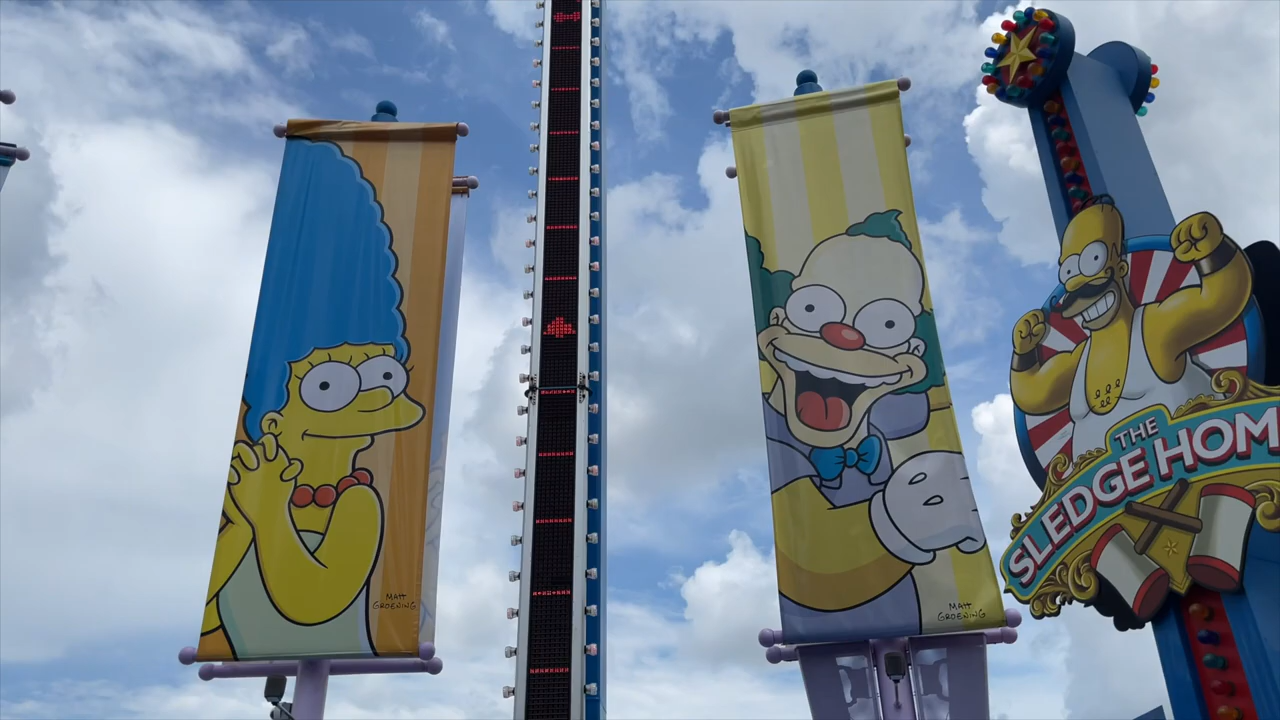 MATT
GROENING
MATT
GROENING
THE
SLEDGE HOM